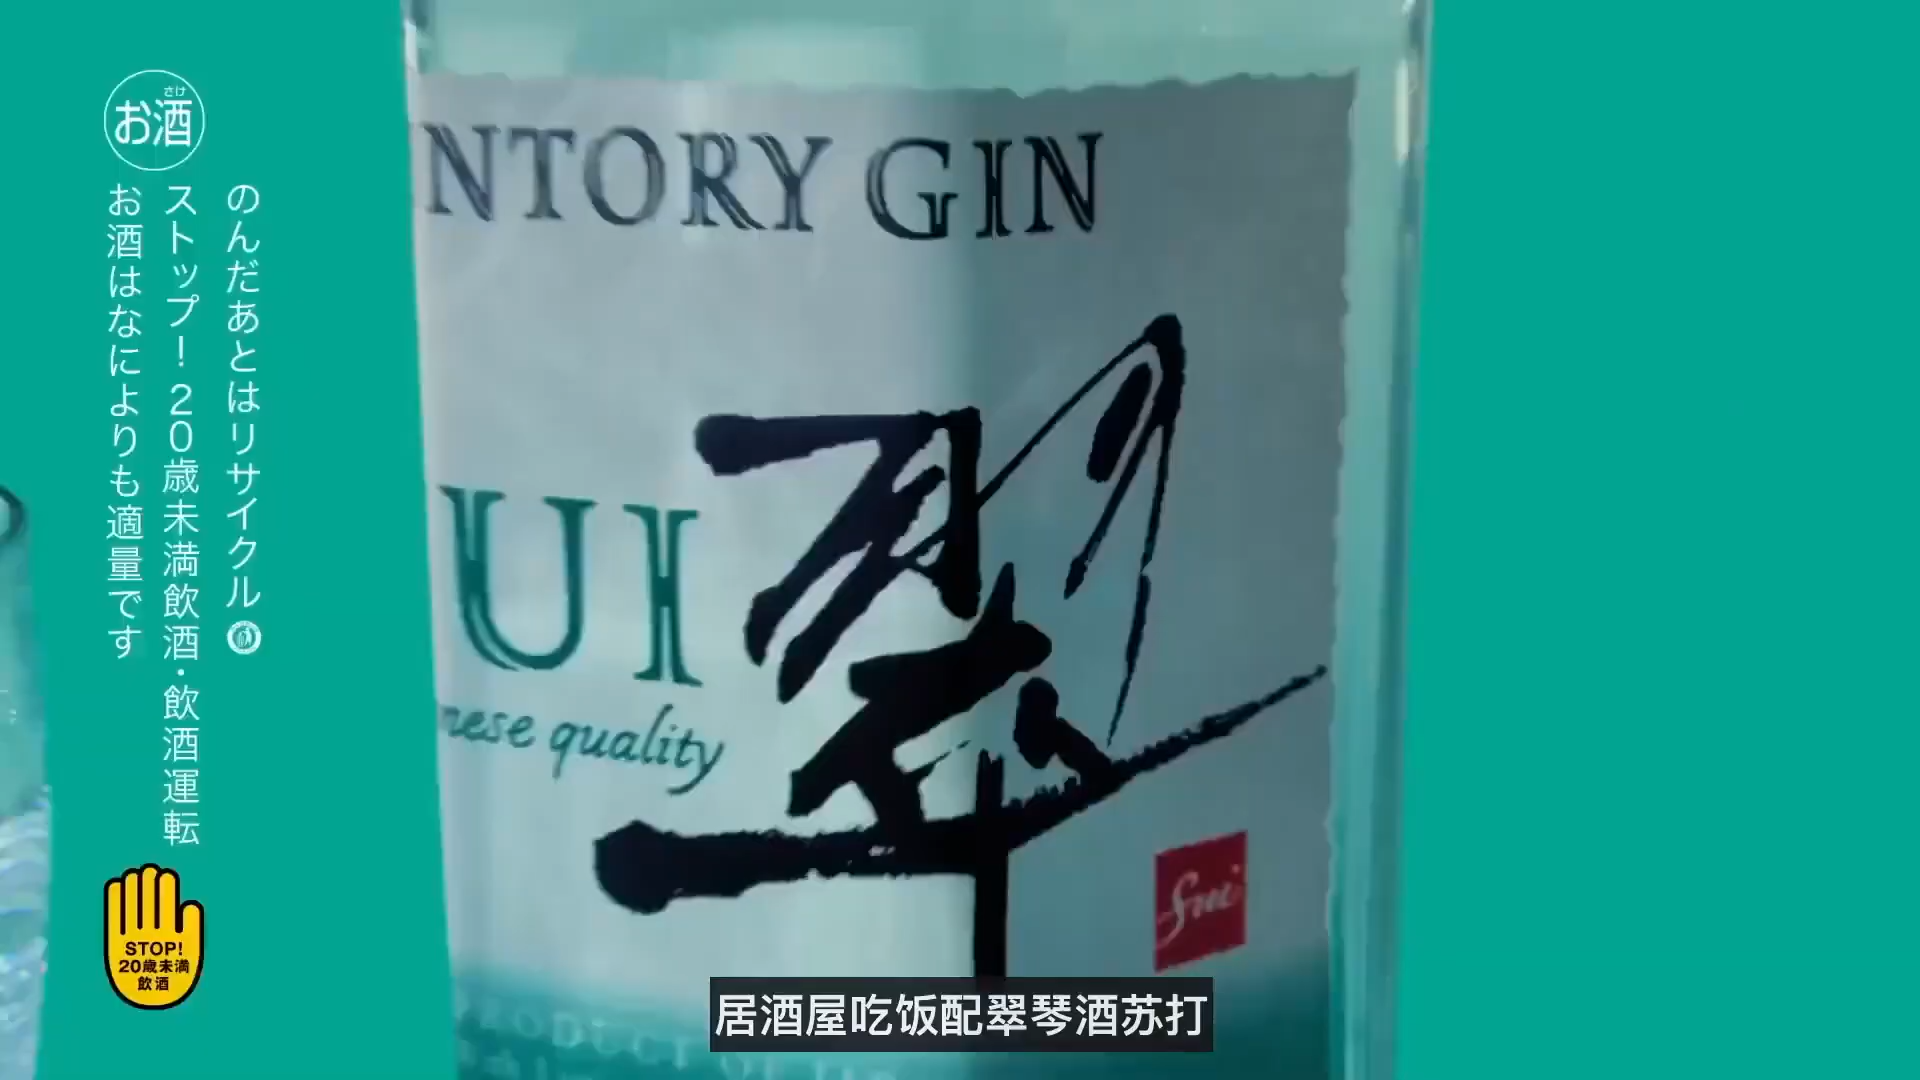 さけ
お酒
のんだあとはリサイクル
ストップ！20歳未満飲酒・飲酒運転
お酒はなによりも適量です
STOP!
20歳未満
飲酒
NTORY GIN
UI
翠
nese quality
Sui
PRODUCT OF
居酒屋吃饭配翠琴酒苏打